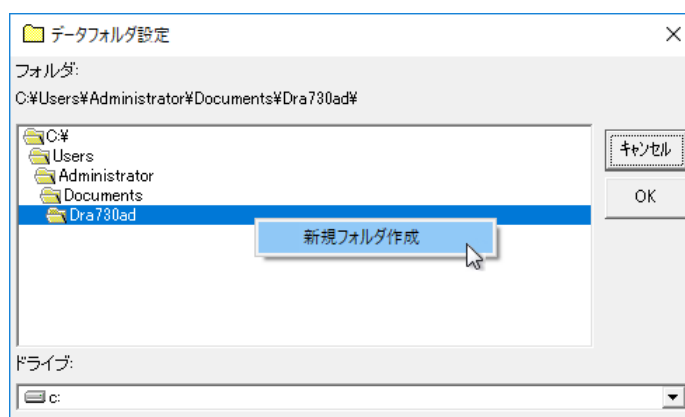 データフォルダ設定
フォルダ:
C:¥Users¥Administrator¥Documents¥Dra730ad¥
C:¥
Users
Administrator
Documents
Dra730ad
新規フォルダ作成
キャンセル
OK
ドライブ:
c: